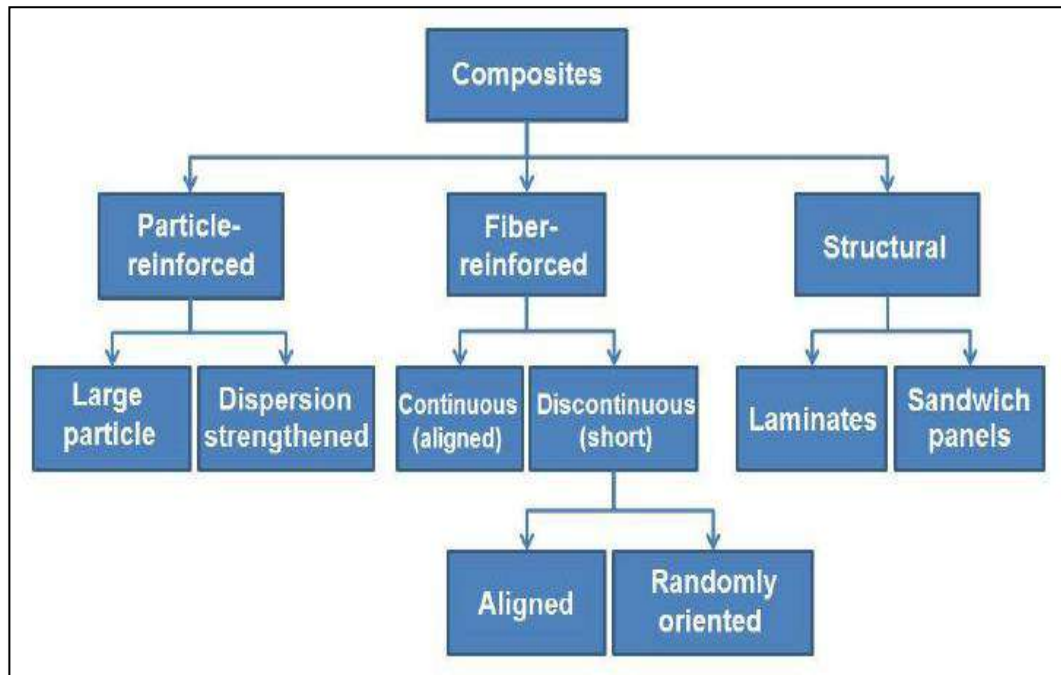 Composites
Particle-
reinforced
Fiber-
reinforced
Structural
Large
particle
Dispersion
strengthened
Continuous
(aligned)
Discontinuous
(short)
Laminates
Sandwich
panels
Aligned
Randomly
oriented